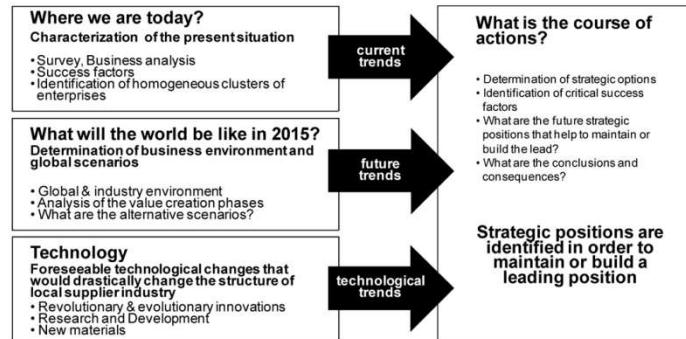 Where we are today?
Characterization of the present situation
• Survey, Business analysis
• Success factors
• Identification of homogeneous clusters of
enterprises
current
trends
What will the world be like in 2015?
Determination of business environment and
global scenarios
• Global & industry environment
• Analysis of the value creation phases
• What are the alternative scenarios?
future
trends
Technology
Foreseeable technological changes that
would drastically change the structure of
local supplier industry
• Revolutionary & evolutionary innovations
• Research and Development
• New materials
technological
trends
What is the course of
actions?
• Determination of strategic options
• Identification of critical success
factors
• What are the future strategic
positions that help to maintain or
build the lead?
• What are the conclusions and
consequences?
Strategic positions are
identified in order to
maintain or build a
leading position